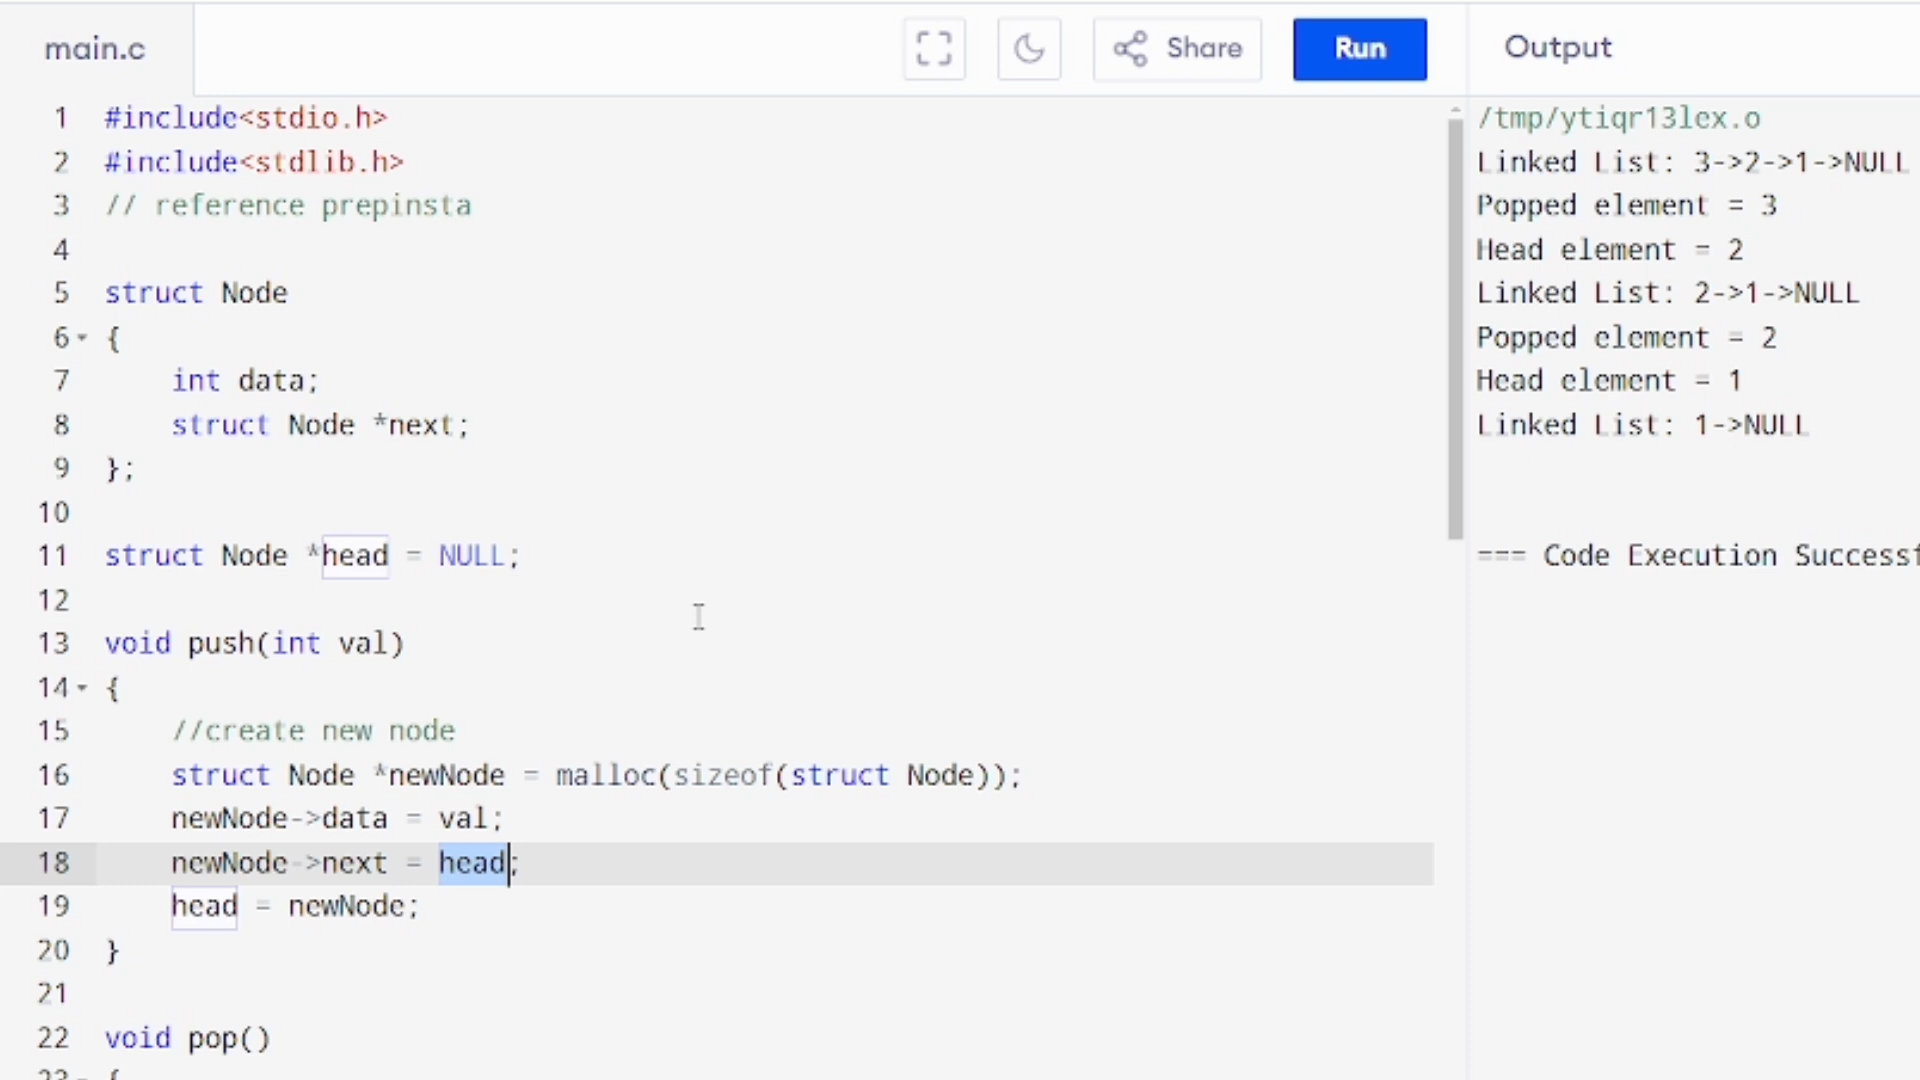 main.c
Share
Run
Output
1 #include<stdio.h>
2 #include<stdlib.h>
3 // reference prepinsta
4
5 struct Node
6 {
7 int data;
8 struct Node *next;
9 };
10
11 struct Node *head = NULL;
12
13 void push(int val)
14 {
15 //create new node
16 struct Node *newNode = malloc(sizeof(struct Node));
17 newNode->data = val;
18 newNode->next = head;
19 head = newNode;
20 }
21
22 void pop()
23 {
/tmp/ytiqr13lex.o
Linked List: 3->2->1->NULL
Popped element = 3
Head element = 2
Linked List: 2->1->NULL
Popped element = 2
Head element = 1
Linked List: 1->NULL
=== Code Execution Successf